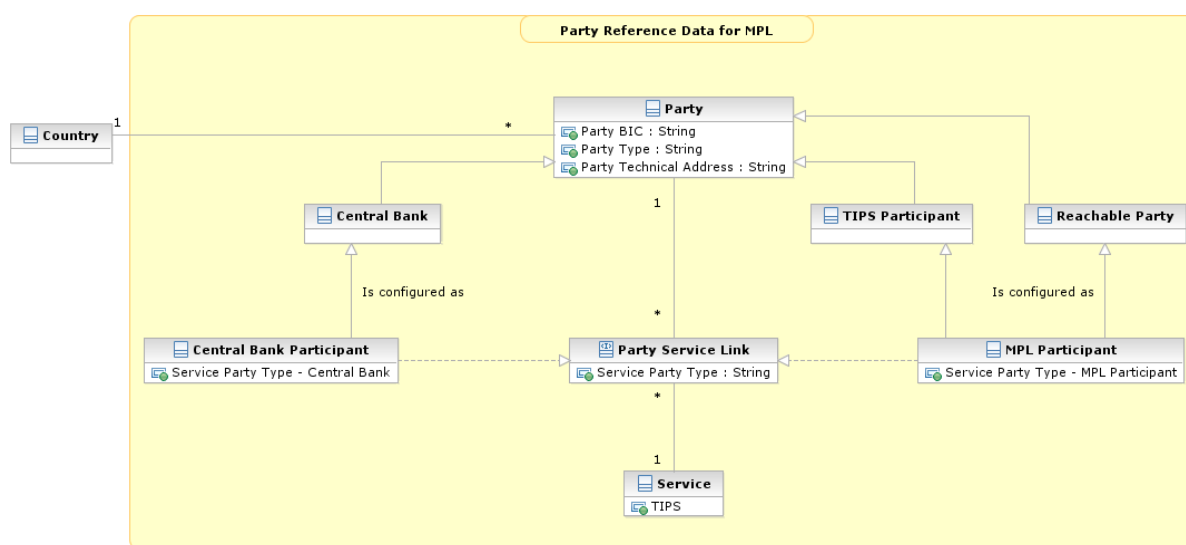 Party Reference Data for MPL
Party
Country
1
*
Party BIC : String
Party Type : String
Party Technical Address : String
1
Central Bank
TIPS Participant
Reachable Party
Is configured as
Is configured as
*
Central Bank Participant
Service Party Type - Central Bank
Party Service Link
Service Party Type : String
MPL Participant
Service Party Type - MPL Participant
*
1
Service
TIPS